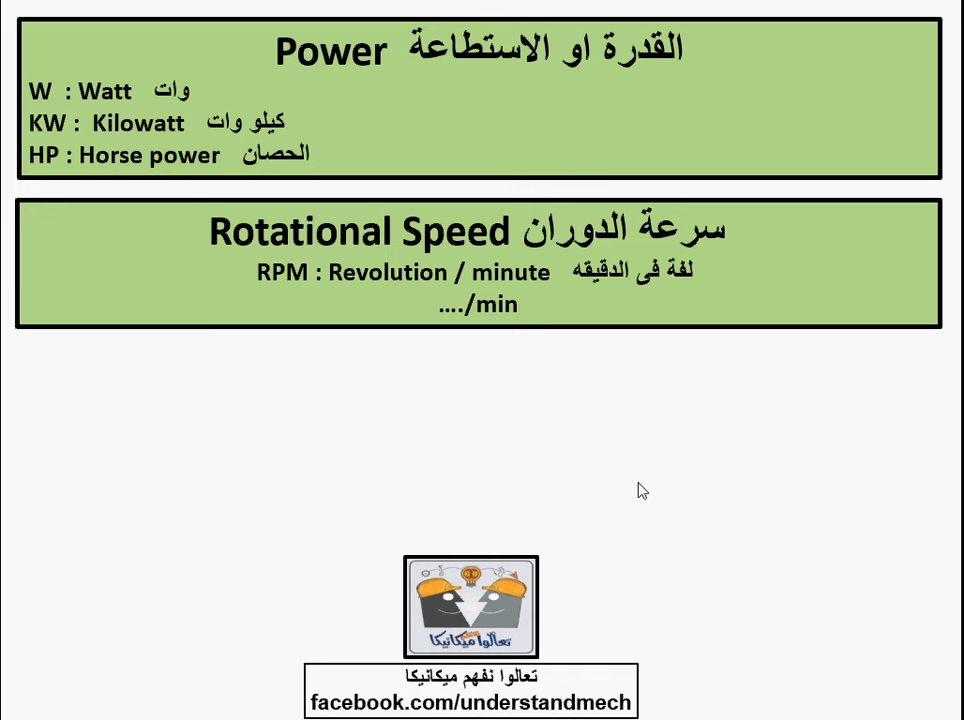 Power القدرة او الاستطاعة
W : Watt وات
KW : Kilowatt كيلو وات
HP : Horse power الحصان
Rotational Speed سرعة الدوران
RPM : Revolution / minute لفة فى الدقيقه
…./min
تعالوا ميكانيكا
تعالوا نفهم ميكانيكا
facebook.com/understandmech